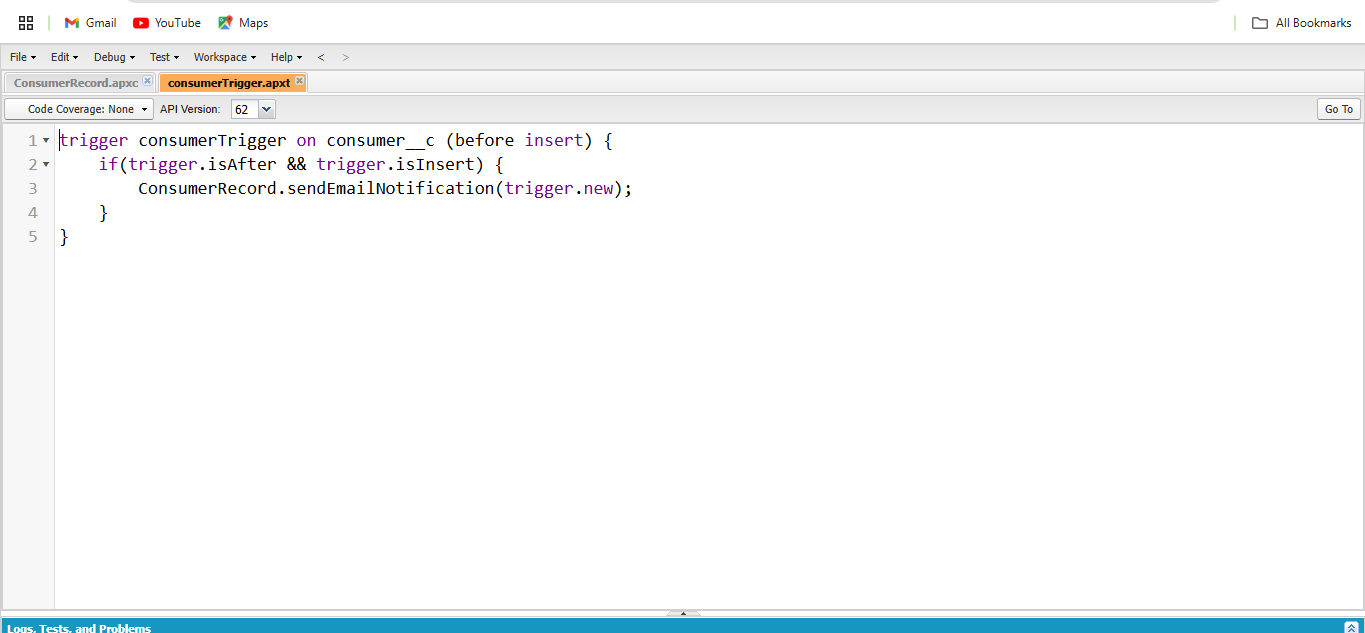 Gmail YouTube Maps All Bookmarks
File Edit Debug Test Workspace Help < >
ConsumerRecord.apxc consumerTrigger.apxt
Code Coverage: None API Version: 62 Go To
1 trigger consumerTrigger on consumer__c (before insert) {
2 if(trigger.isAfter && trigger.isInsert) {
3 ConsumerRecord.sendEmailNotification(trigger.new);
4 }
5 }
Logs, Tests, and Problems